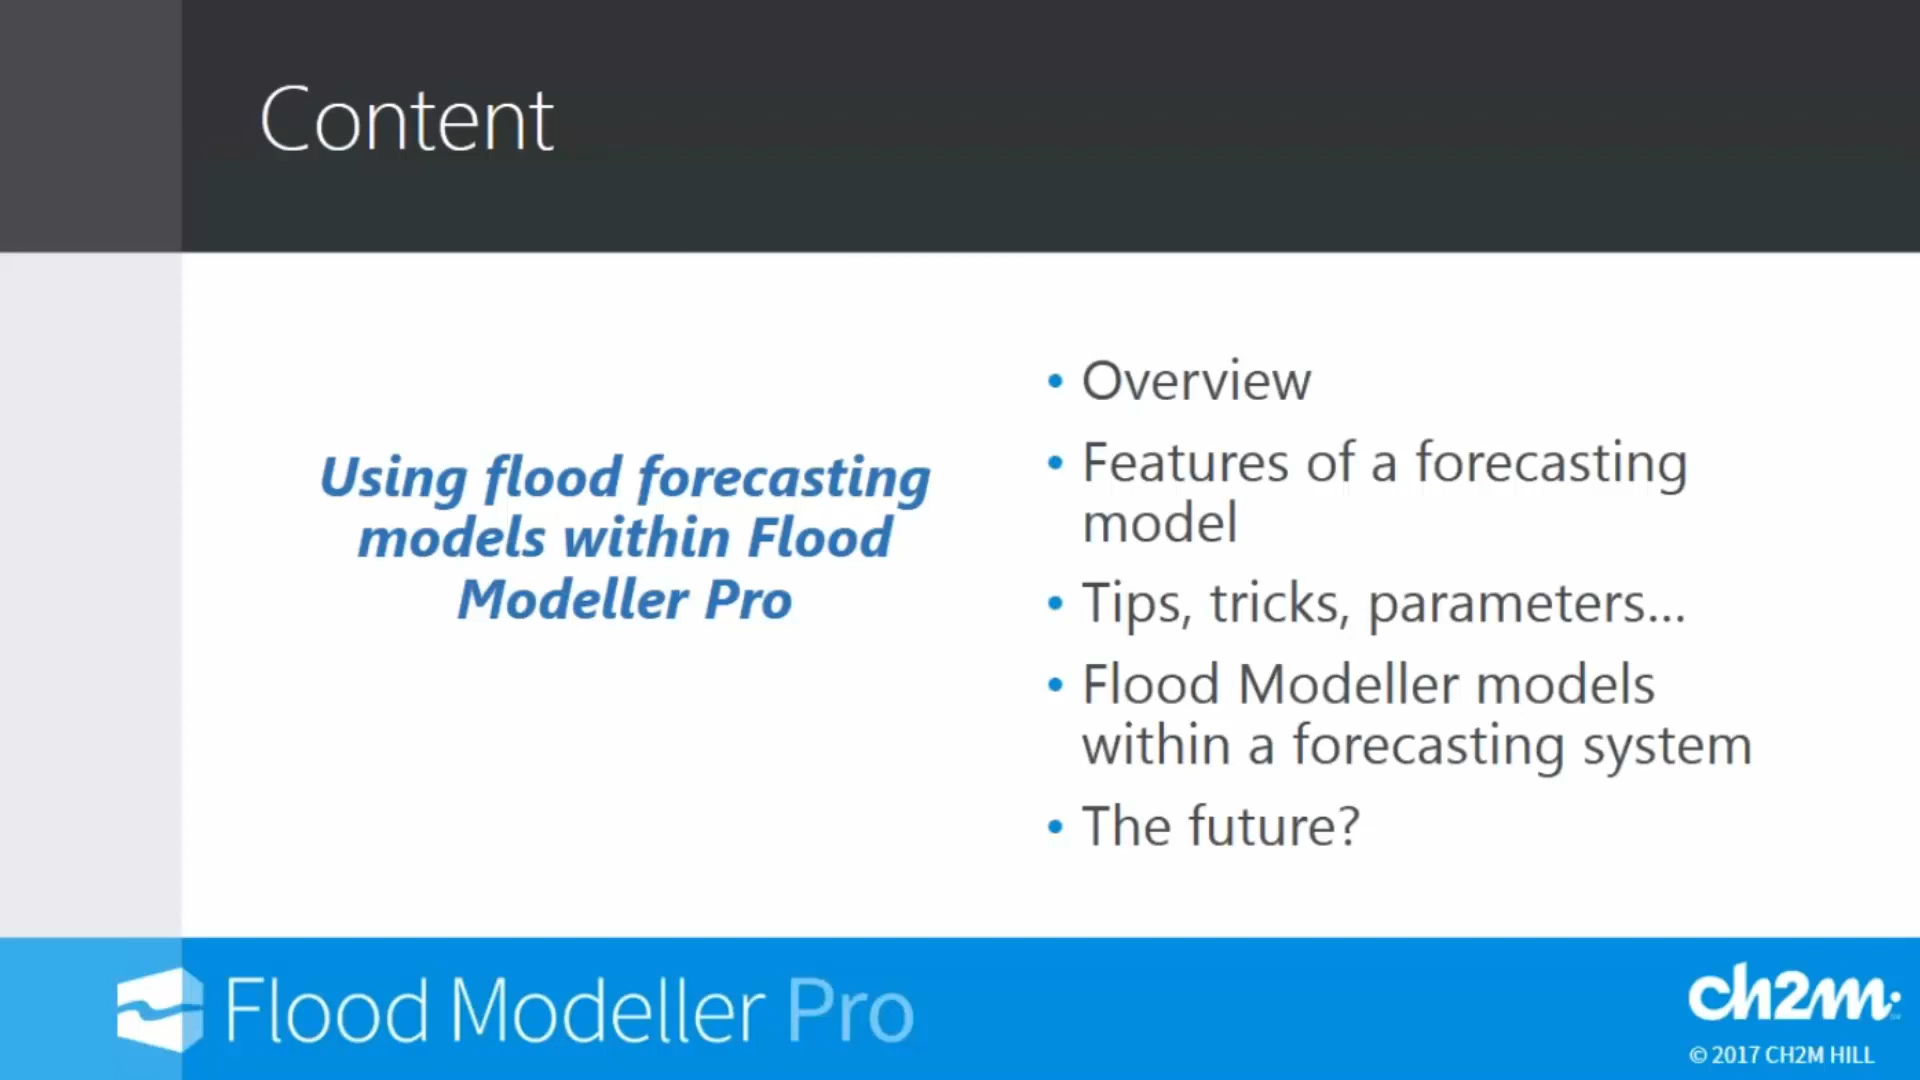 Content
Using flood forecasting
models within Flood
Modeller Pro
• Overview
• Features of a forecasting
model
• Tips, tricks, parameters...
• Flood Modeller models
within a forecasting system
• The future?
Flood Modeller Pro
ch2m:
© 2017 CH2M HILL